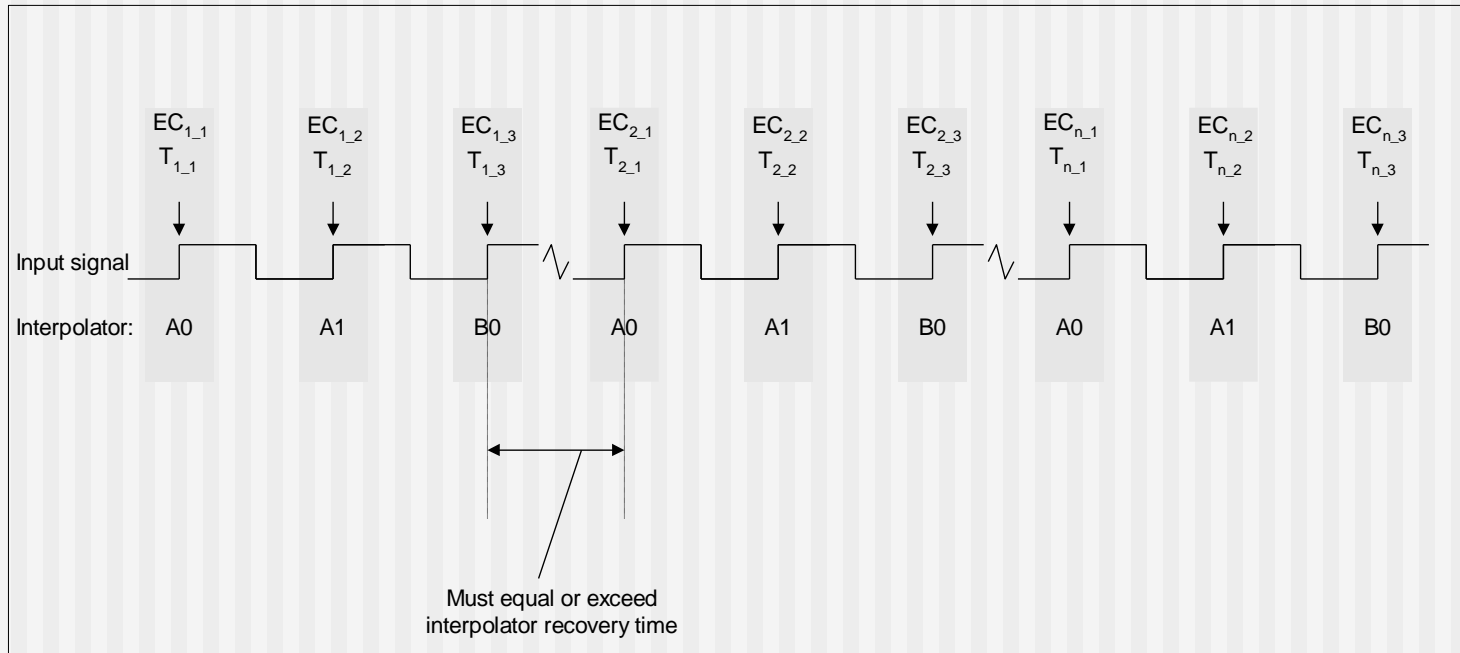 EC1_1 EC1_2 EC1_3 EC2_1 EC2_2 EC2_3 ECn_1 ECn_2 ECn_3
T1_1 T1_2 T1_3 T2_1 T2_2 T2_3 Tn_1 Tn_2 Tn_3
Input signal
Interpolator: A0 A1 B0 A0 A1 B0 A0 A1 B0
Must equal or exceed
interpolator recovery time